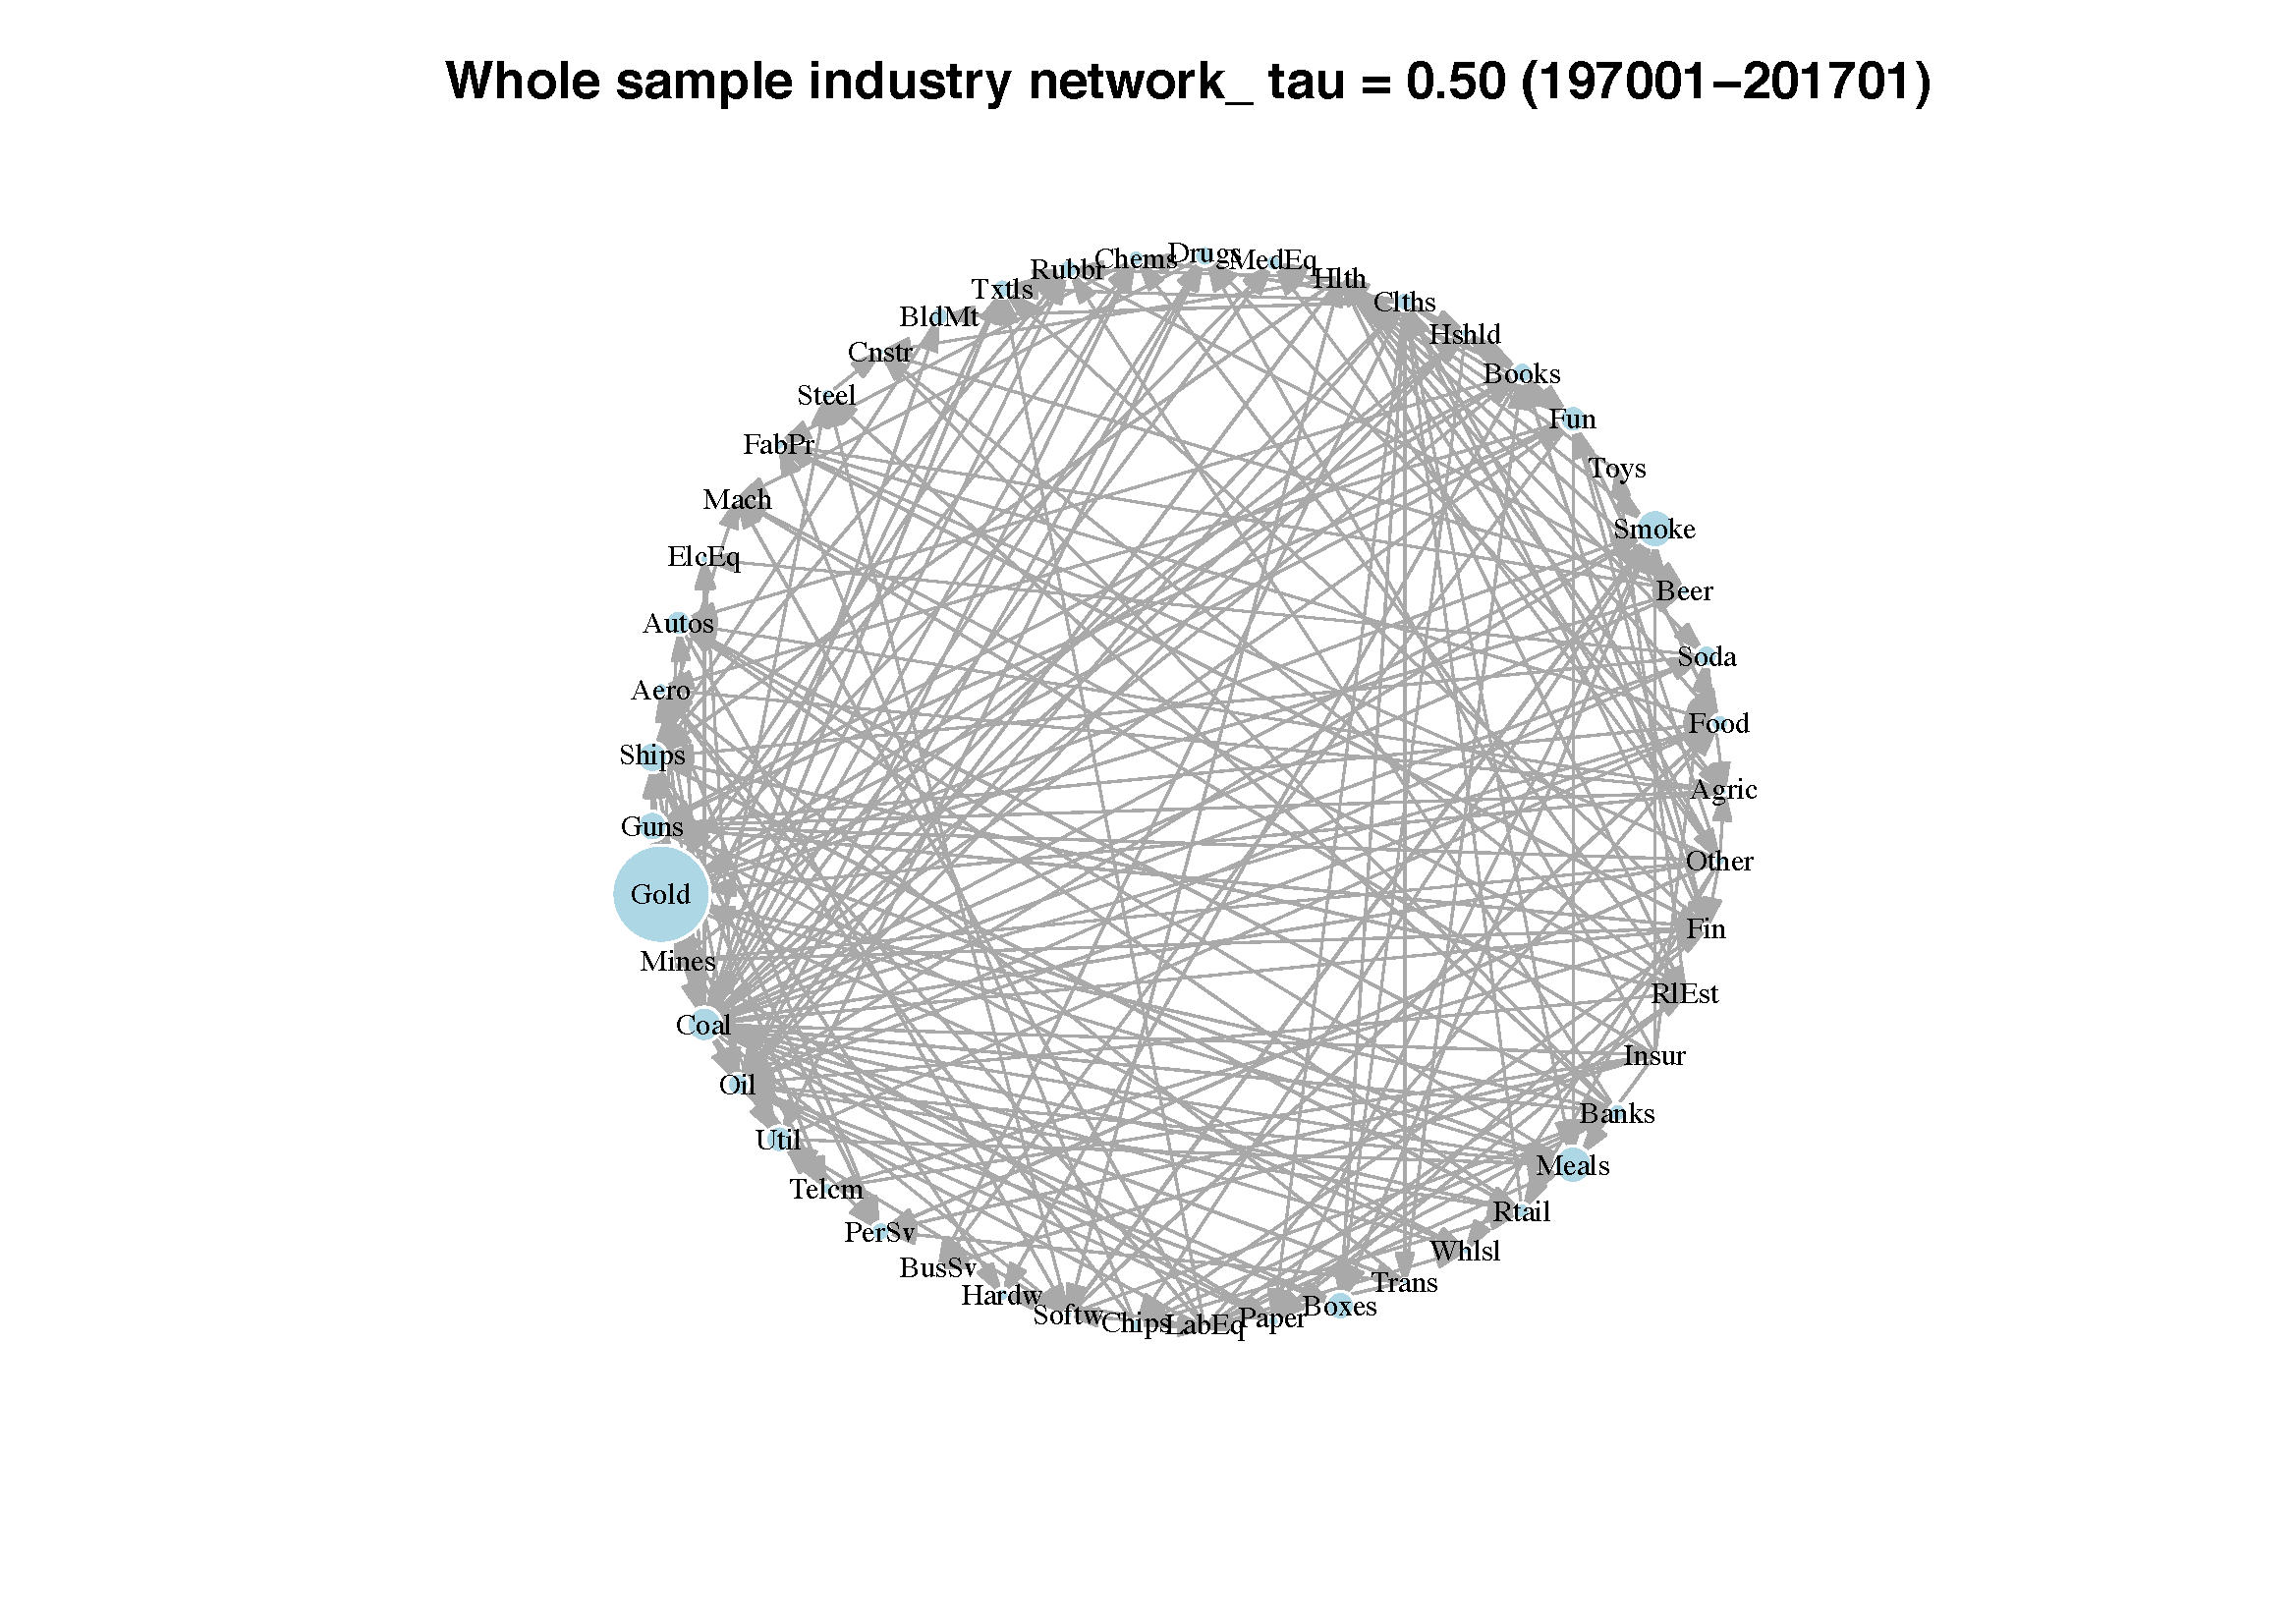 Whole sample industry network_ tau = 0.50 (197001−201701)
Drugs
Chems
MedEq
Rubbr
Hlth
Txtls
Clths
BldMt
Hshld
Cnstr
Books
Steel
Fun
FabPr
Toys
Mach
Smoke
ElcEq
Beer
Autos
Soda
Aero
Food
Ships
Agric
Guns
Other
Gold
Fin
Mines
RlEst
Coal
Insur
Oil
Banks
Util
Meals
Telcm
Rtail
PerSv
Whlsl
BusSv
Trans
Hardw
Boxes
Softw
Paper
Chips
LabEq